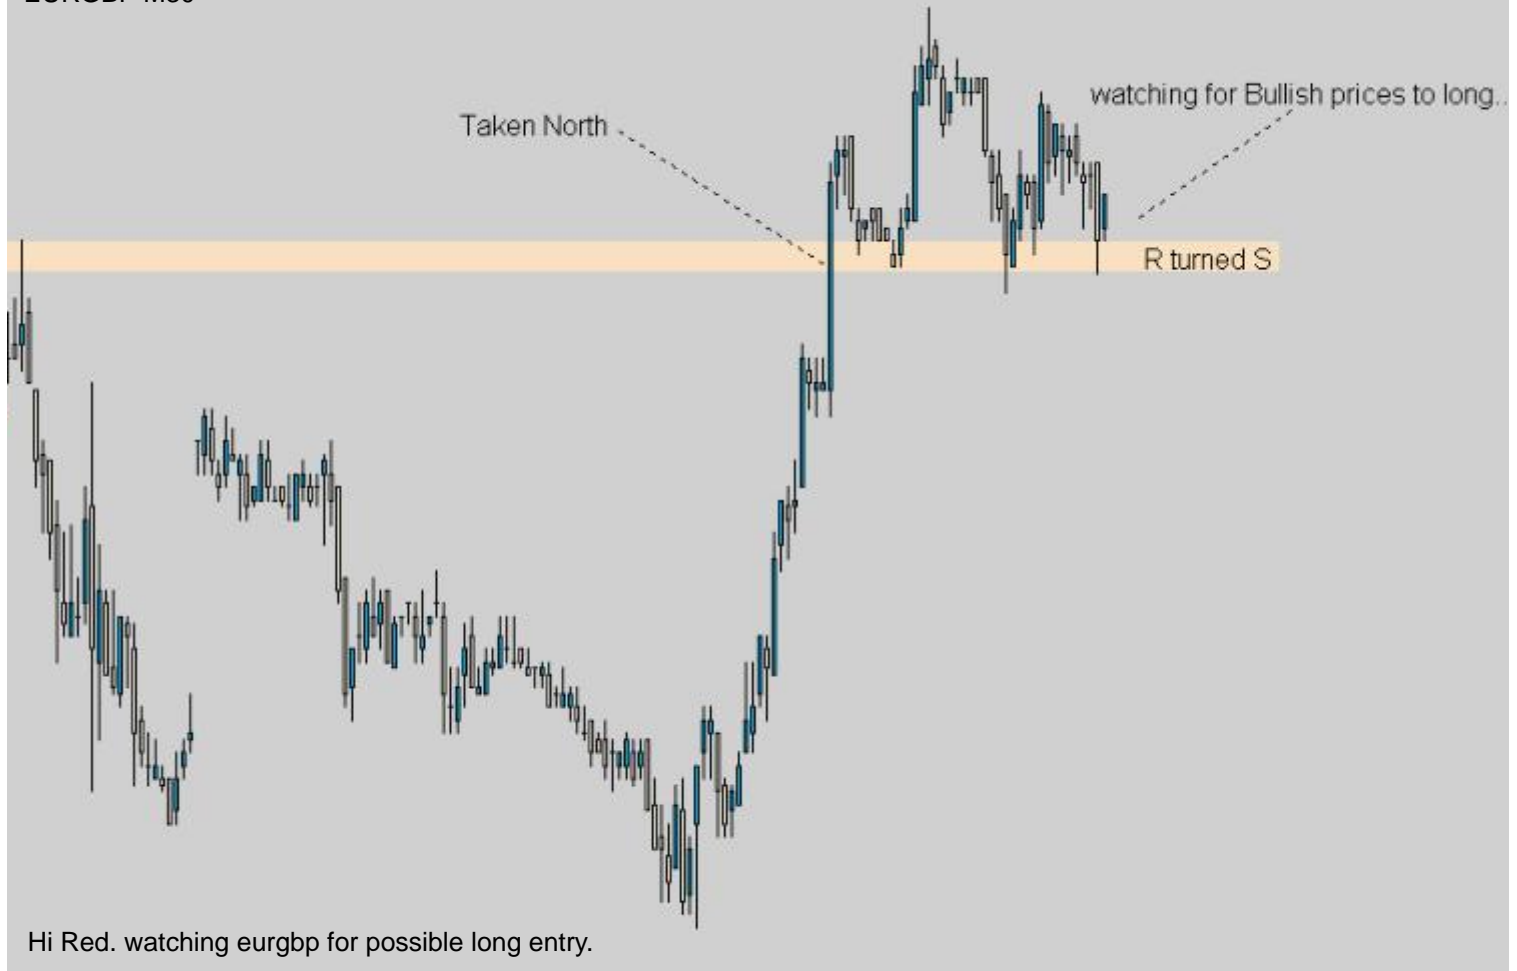 Taken North
watching for Bullish prices to long..
R turned S
Hi Red. watching eurgbp for possible long entry.